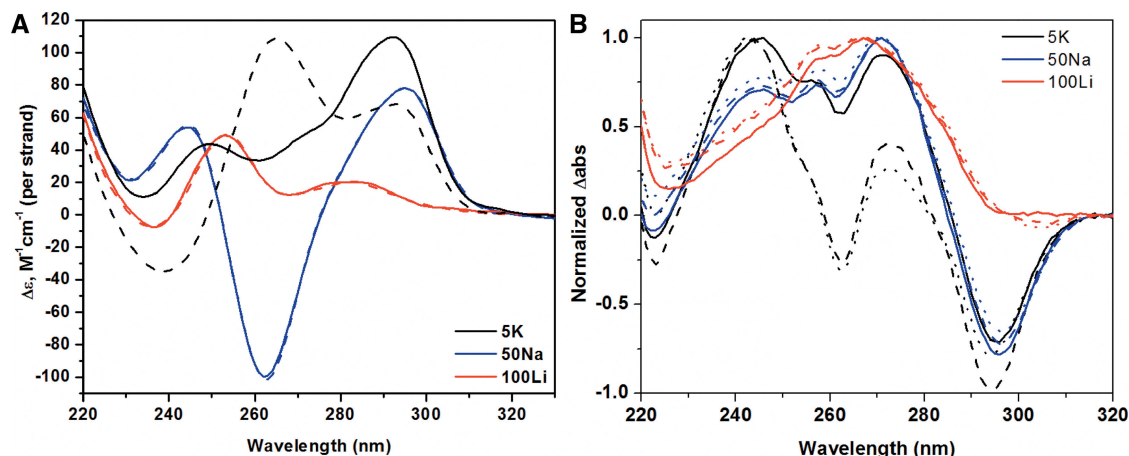 A
Δε, M⁻¹cm⁻¹ (per strand)
120
100
80
60
40
20
0
-20
-40
-60
-80
-100
5K
50Na
100Li
220
240
260
280
300
320
Wavelength (nm)
B
Normalized Δabs
1.0
0.5
0.0
-0.5
-1.0
5K
50Na
100Li
220
240
260
280
300
320
Wavelength (nm)